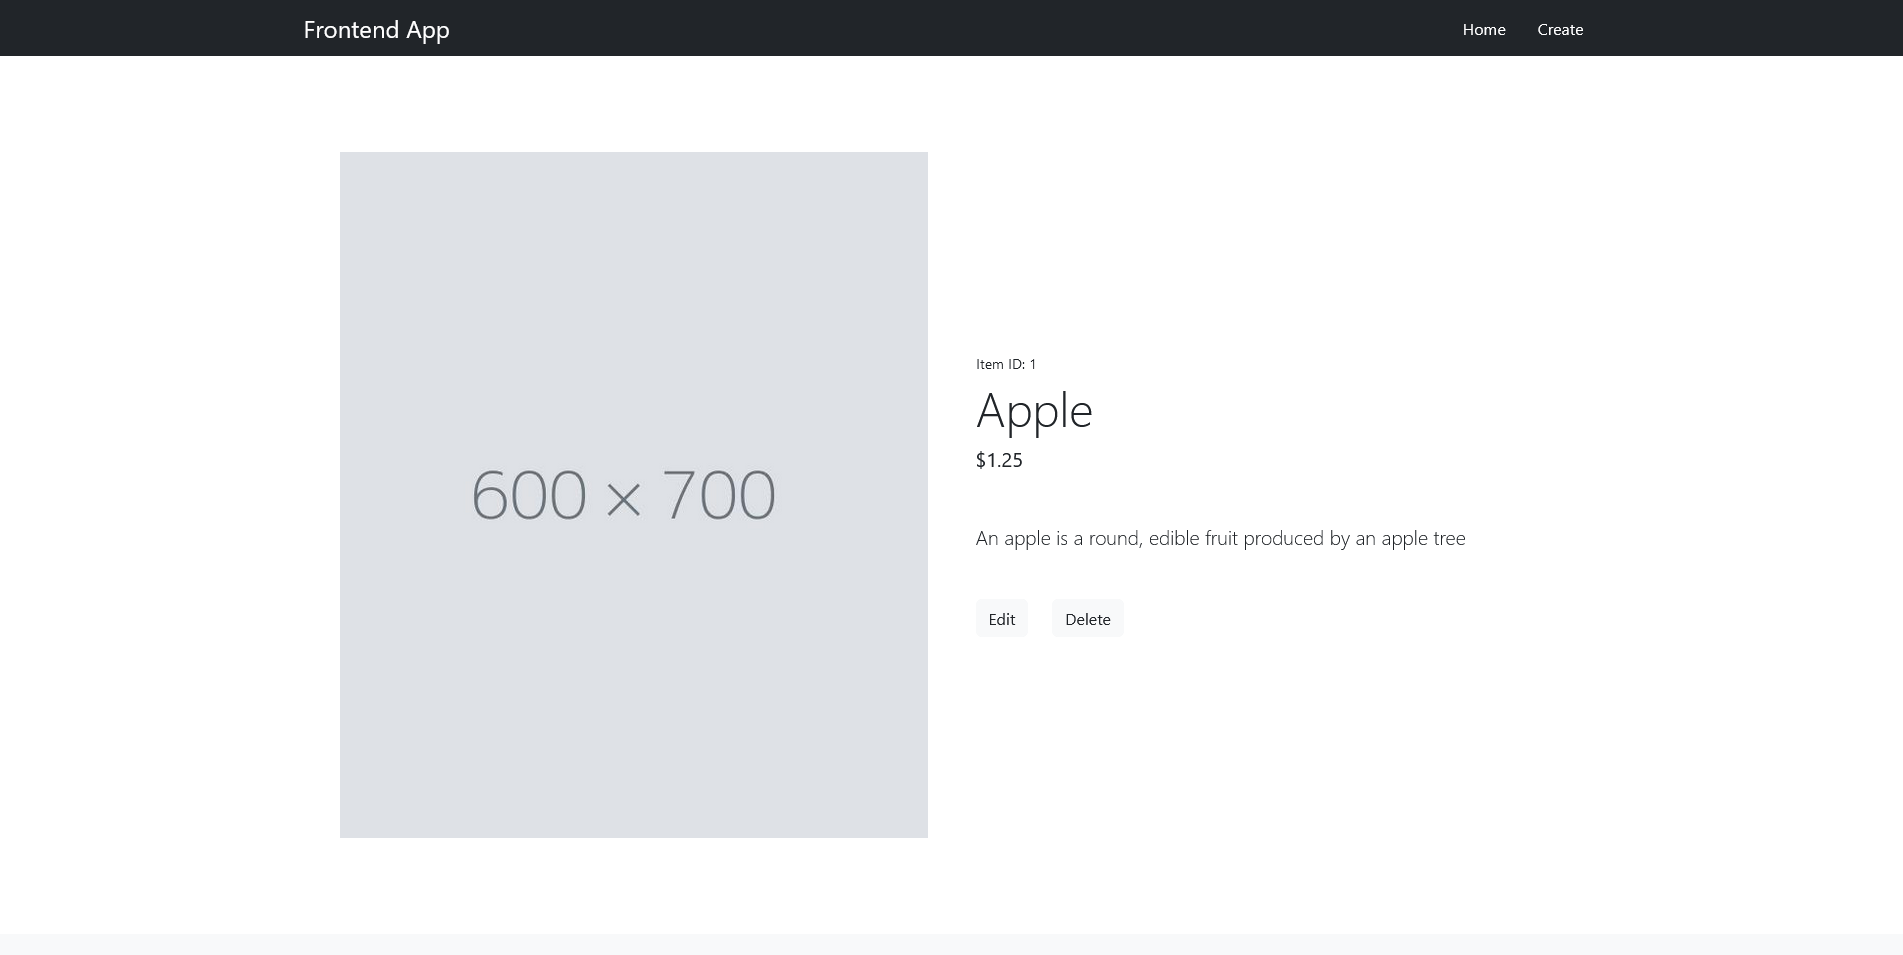 Frontend App
Home
Create
600 × 700
Item ID: 1
Apple
$1.25
An apple is a round, edible fruit produced by an apple tree
Edit
Delete